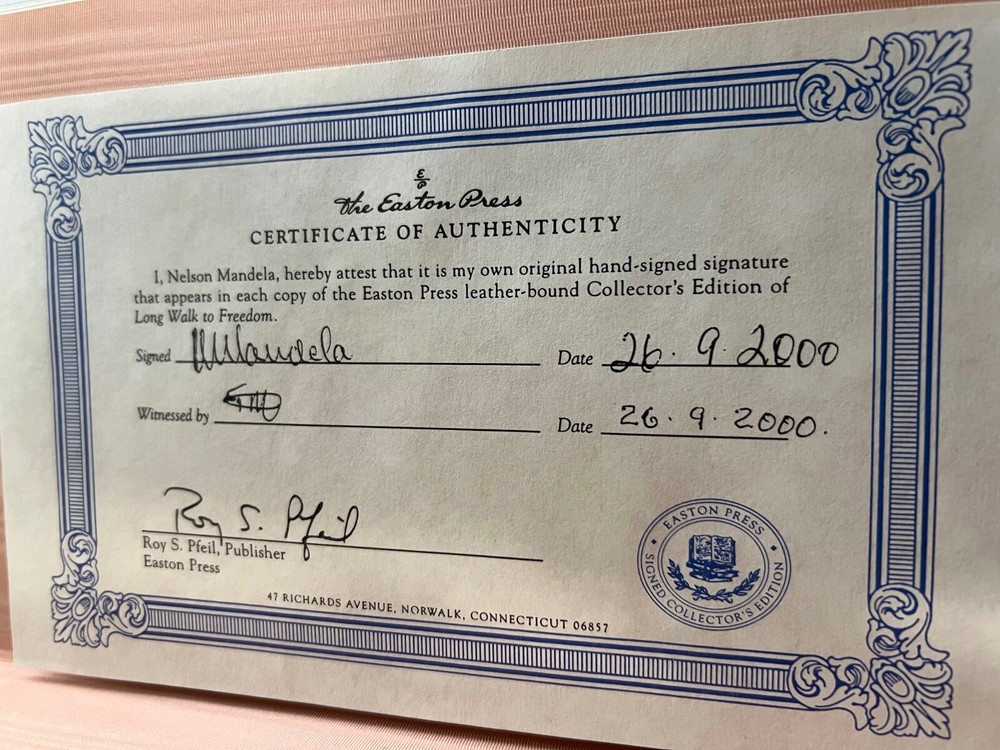 E
P
the Easton Press
CERTIFICATE OF AUTHENTICITY
I, Nelson Mandela, hereby attest that it is my own original hand-signed signature
that appears in each copy of the Easton Press leather-bound Collector's Edition of
Long Walk to Freedom.
Signed NMandela Date 26.9.2000
Witnessed by Date 26.9.2000.
Roy S. Pfeil
Roy S. Pfeil, Publisher
Easton Press
EASTON PRESS
SIGNED COLLECTOR'S EDITION
47 RICHARDS AVENUE, NORWALK, CONNECTICUT 06857